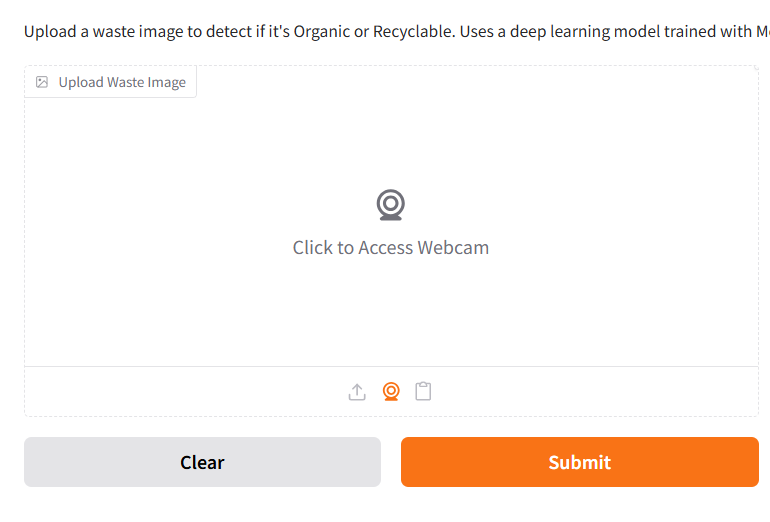 Upload a waste image to detect if it's Organic or Recyclable. Uses a deep learning model trained with
Upload Waste Image
Click to Access Webcam
Clear
Submit